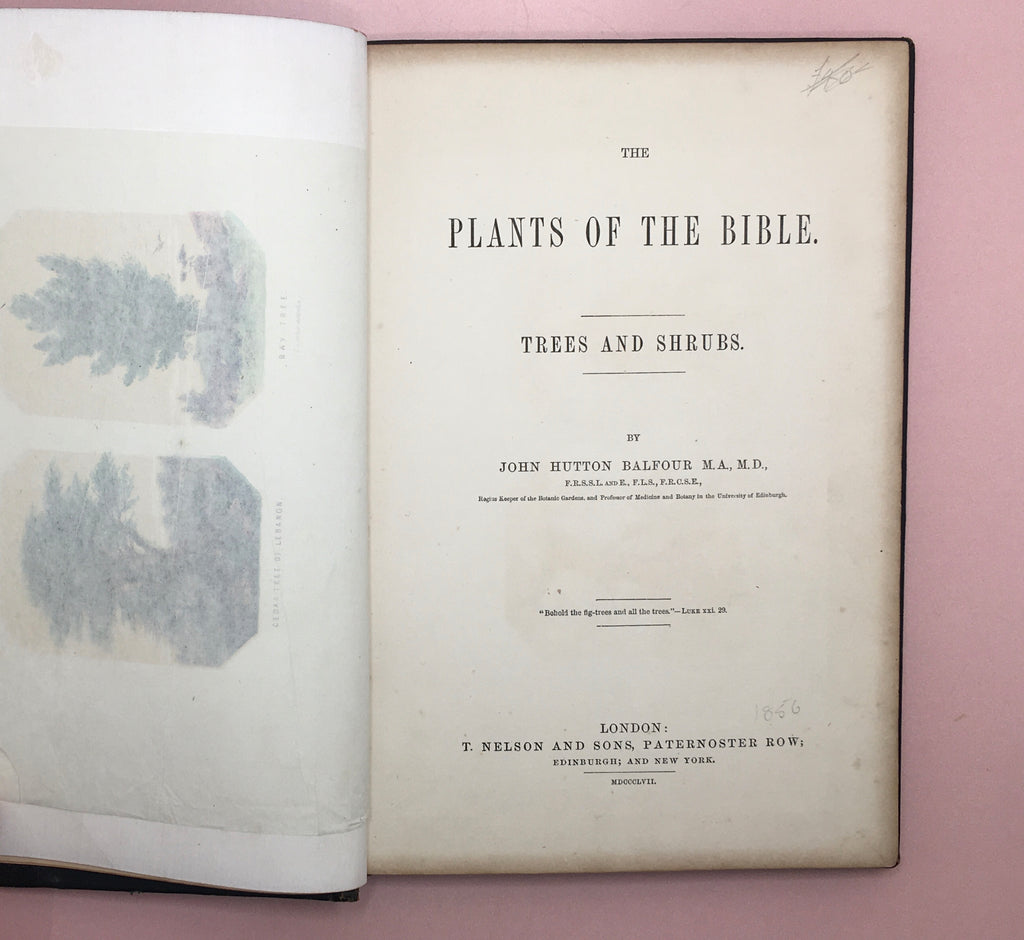 BAY TREE.
CEDAR TREE OF LEBANON.
THE
PLANTS OF THE BIBLE.
TREES AND SHRUBS.
BY
JOHN HUTTON BALFOUR M.A., M.D.,
F.R.S.S.L. AND E., F.L.S., F.R.C.S.E.,
Regius Keeper of the Botanic Gardens, and Professor of Medicine and Botany in the University of Edinburgh.
"Behold the fig-trees and all the trees."—LUKE XXI. 29.
1856
LONDON:
T. NELSON AND SONS, PATERNOSTER ROW;
EDINBURGH; AND NEW YORK.
MDCCCLVII.